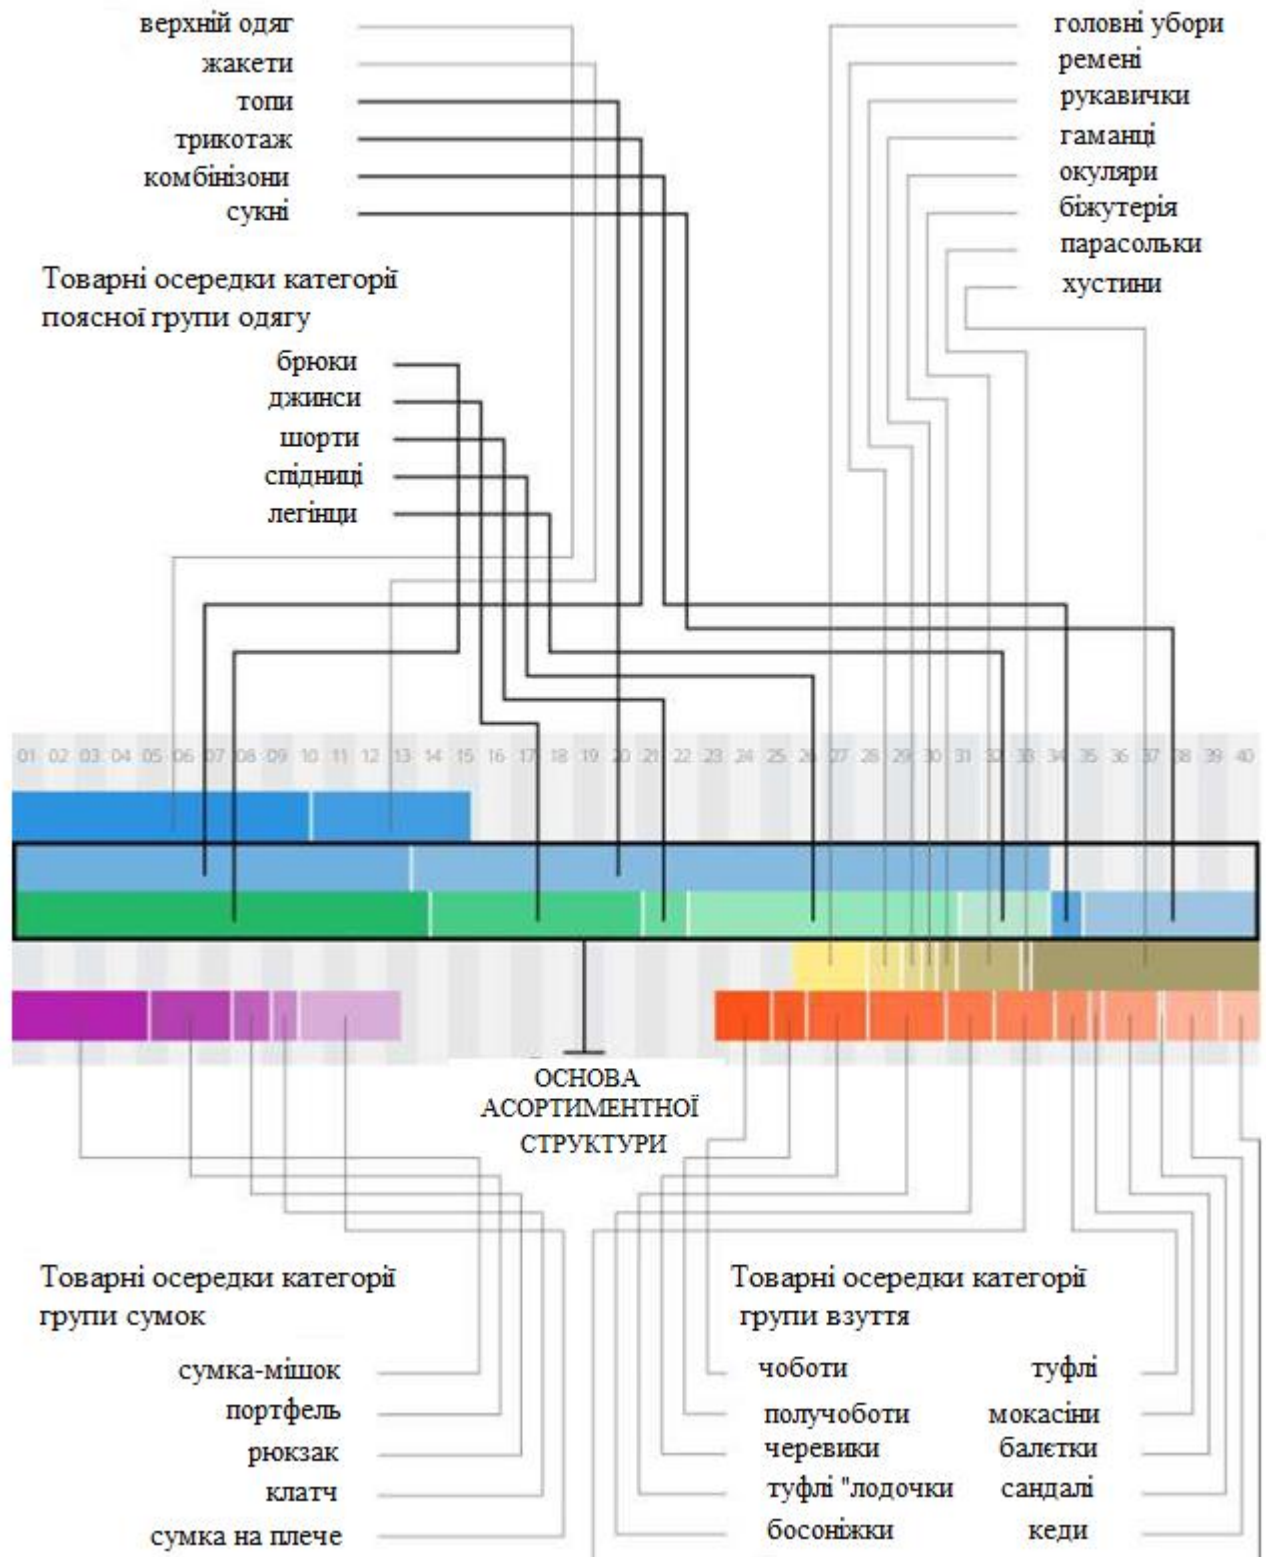 верхній одяг
жакети
топи
трикотаж
комбінізони
сукні
головні убори
ремені
рукавички
гаманці
окуляри
біжутерія
парасольки
хустини
Товарні осередки категорії
поясної групи одягу
брюки
джинси
шорти
спідниці
легінци
01 02 03 04 05 06 07 08 09 10 11 12 13 14 15 16 17 18 19 20 21 22 23 24 25 26 27 28 29 30 31 32 33 34 35 36 37 38 39 40
ОСНОВА
АСОРТИМЕНТНОЇ
СТРУКТУРИ
Товарні осередки категорії
групи сумок
сумка-мішок
портфель
рюкзак
клатч
сумка на плече
Товарні осередки категорії
групи взуття
чоботи
получоботи
черевики
туфлі "лодочки
босоніжки
туфлі
мокасіни
балєтки
сандалі
кеди